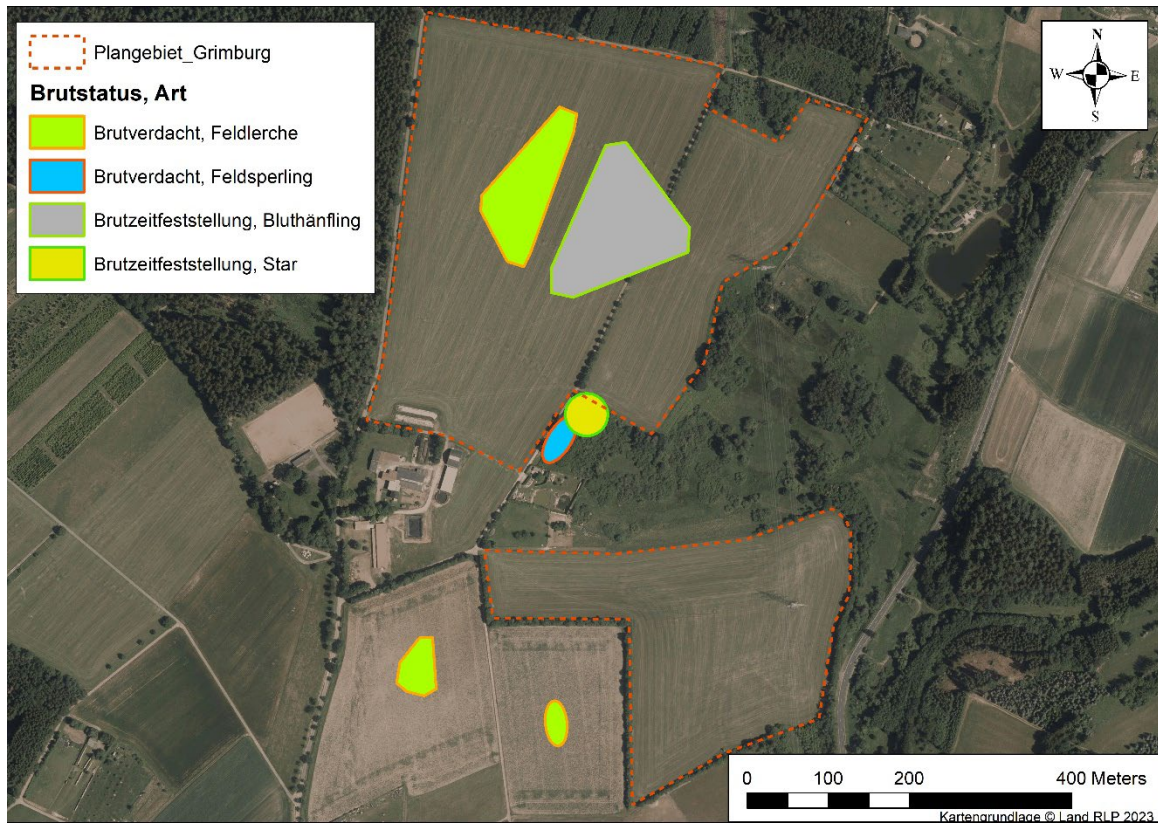 Plangebiet_Grimburg
Brutstatus, Art
Brutverdacht, Feldlerche
Brutverdacht, Feldsperling
Brutzeitfeststellung, Bluthänfling
Brutzeitfeststellung, Star
N
W E
S
0 100 200 400 Meters
Kartengrundlage © Land RLP 2023